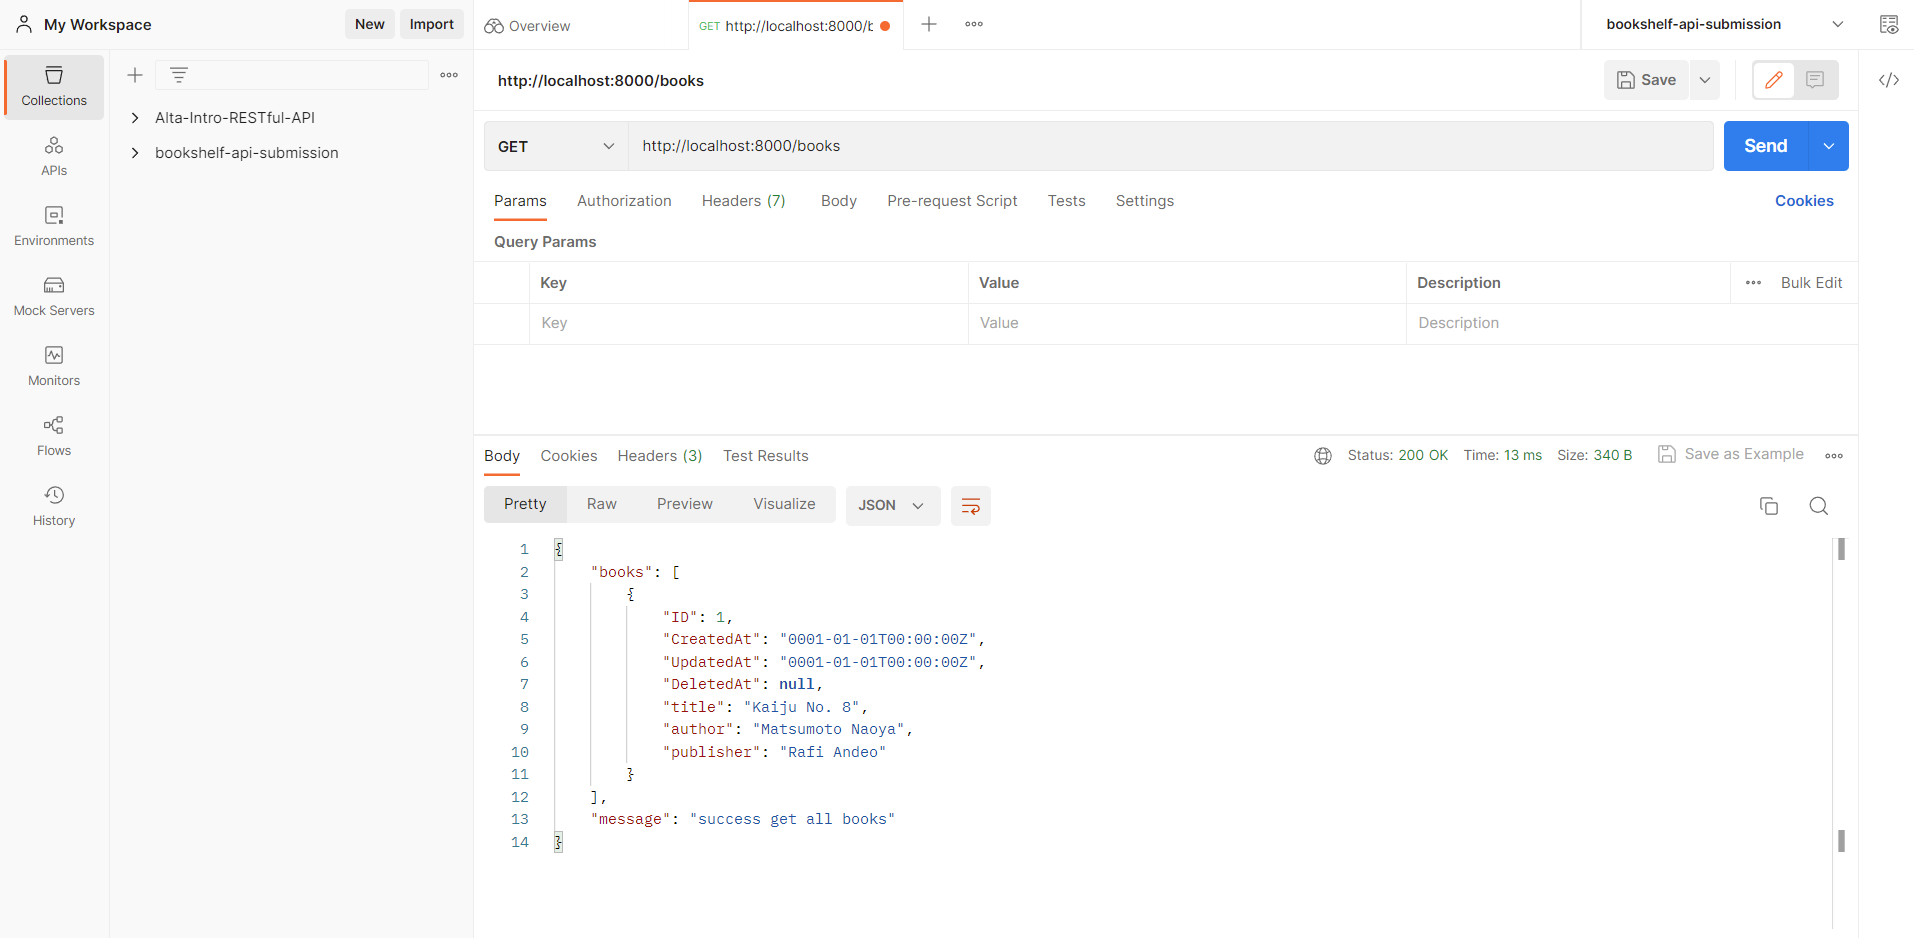 My Workspace
New
Import
Overview
GET http://localhost:8000/b
bookshelf-api-submission
Collections
APIs
Environments
Mock Servers
Monitors
Flows
History
Alta-Intro-RESTful-API
bookshelf-api-submission
http://localhost:8000/books
Save
GET
http://localhost:8000/books
Send
Params Authorization Headers (7) Body Pre-request Script Tests Settings
Cookies
Query Params
Key Value Description Bulk Edit
Key Value Description
Body Cookies Headers (3) Test Results
Status: 200 OK Time: 13 ms Size: 340 B Save as Example
Pretty Raw Preview Visualize JSON
1 {
2 "books": [
3 {
4 "ID": 1,
5 "CreatedAt": "0001-01-01T00:00:00Z",
6 "UpdatedAt": "0001-01-01T00:00:00Z",
7 "DeletedAt": null,
8 "title": "Kaiju No. 8",
9 "author": "Matsumoto Naoya",
10 "publisher": "Rafi Andeo"
11 }
12 ],
13 "message": "success get all books"
14 }